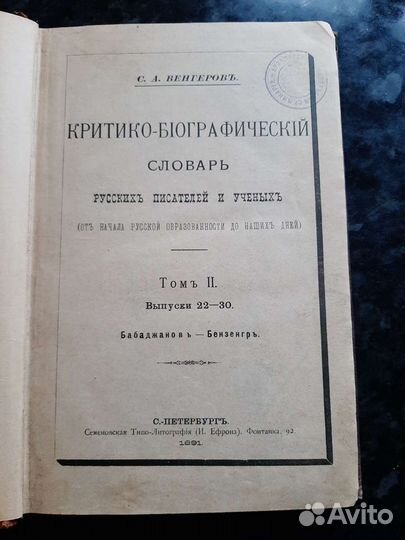 С. А. ВЕНГЕРОВЪ.
КРИТИКО-БІОГРАФИЧЕСКІЙ
СЛОВАРЬ
РУССКИХЪ ПИСАТЕЛЕЙ И УЧЕНЫХЪ
(ОТЪ НАЧАЛА РУССКОЙ ОБРАЗОВАННОСТИ ДО НАШИХЪ ДНЕЙ)
Томъ II.
Выпуски 22—30.
Бабаджановъ — Бензенгръ.
С.-ПЕТЕРБУРГЪ.
Семеновская Типо-Литографія (И. Ефрона). Фонтанка, 92
1891.
Avito